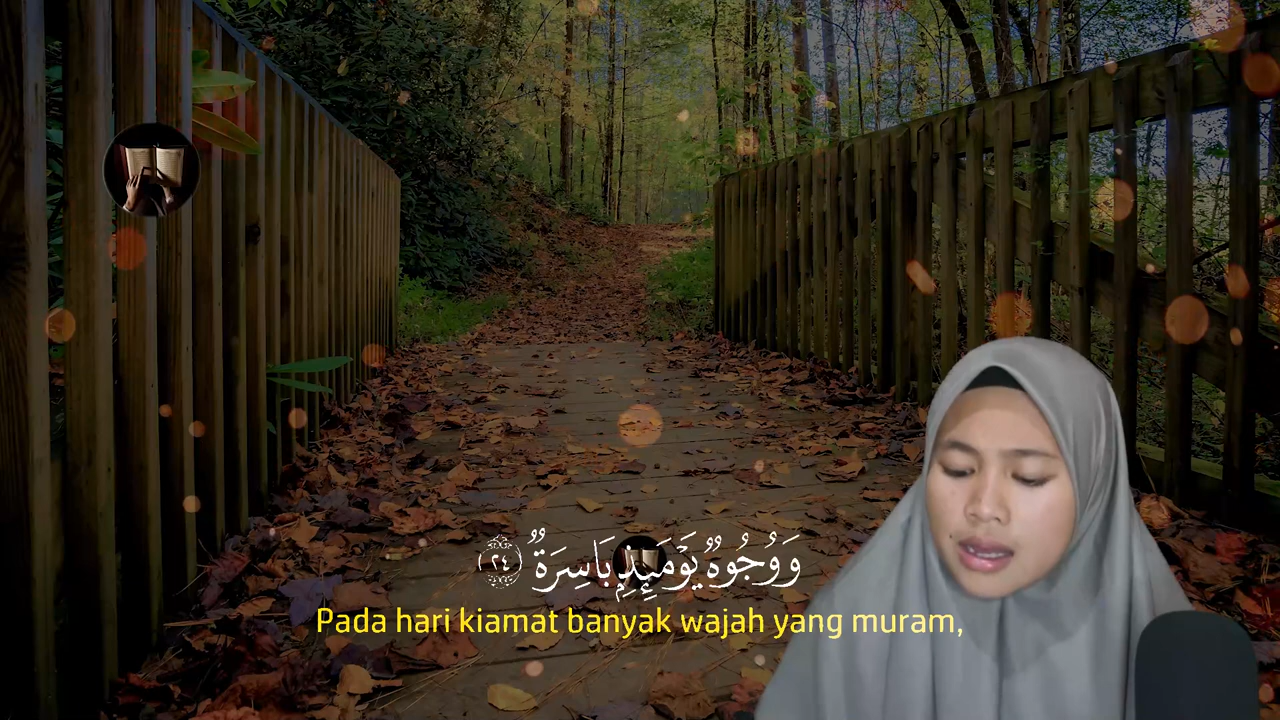 وَوُجُوهٌ يَوْمَئِذٍ بَاسِرَةٌ ٢٤
Pada hari kiamat banyak wajah yang muram,